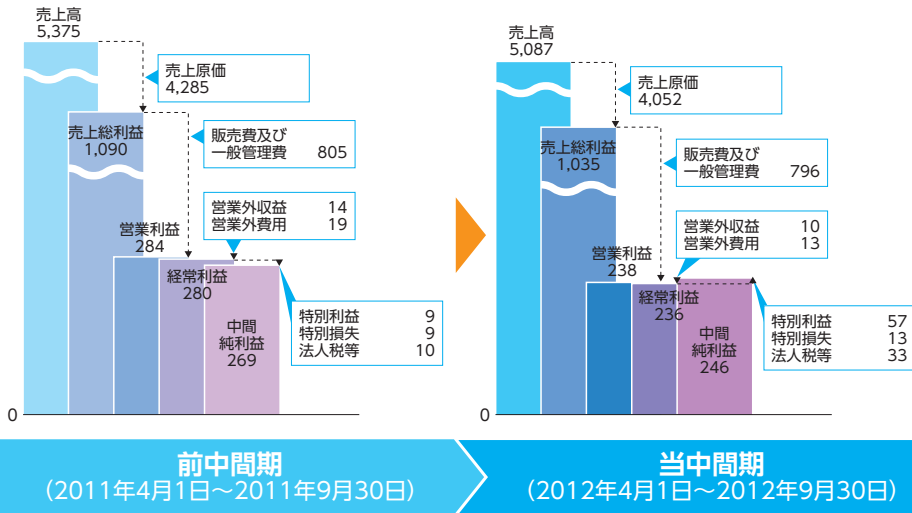 売上高
5,375
売上原価
4,285
売上総利益
1,090
販売費及び
一般管理費 805
営業外収益 14
営業外費用 19
営業利益
284
経常利益
280
中間
純利益
269
特別利益 9
特別損失 9
法人税等 10
0
前中間期
（2011年4月1日～2011年9月30日）
売上高
5,087
売上原価
4,052
売上総利益
1,035
販売費及び
一般管理費 796
営業外収益 10
営業外費用 13
営業利益
238
経常利益
236
中間
純利益
246
特別利益 57
特別損失 13
法人税等 33
0
当中間期
（2012年4月1日～2012年9月30日）